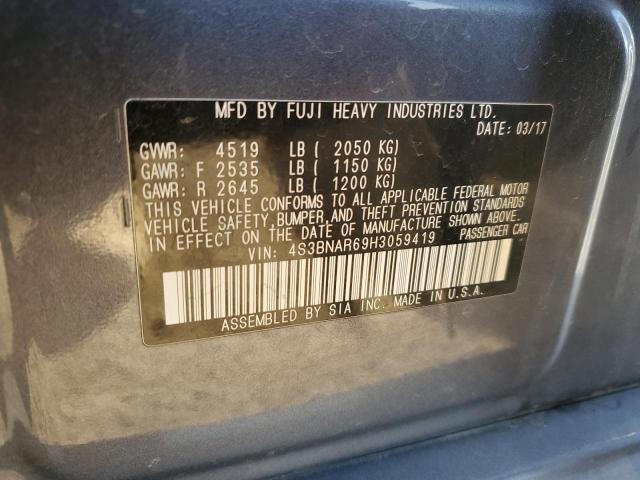 MFD BY FUJI HEAVY INDUSTRIES LTD.
DATE: 03/17
GVWR: 4519 LB ( 2050 KG)
GAWR: F 2535 LB ( 1150 KG)
GAWR: R 2645 LB ( 1200 KG)
THIS VEHICLE CONFORMS TO ALL APPLICABLE FEDERAL MOTOR
VEHICLE SAFETY, BUMPER, AND THEFT PREVENTION STANDARDS
IN EFFECT ON THE DATE OF MANUFACTURE SHOWN ABOVE.
VIN: 4S3BNAR69H3059419 PASSENGER CAR
ASSEMBLED BY SIA INC. MADE IN U.S.A.